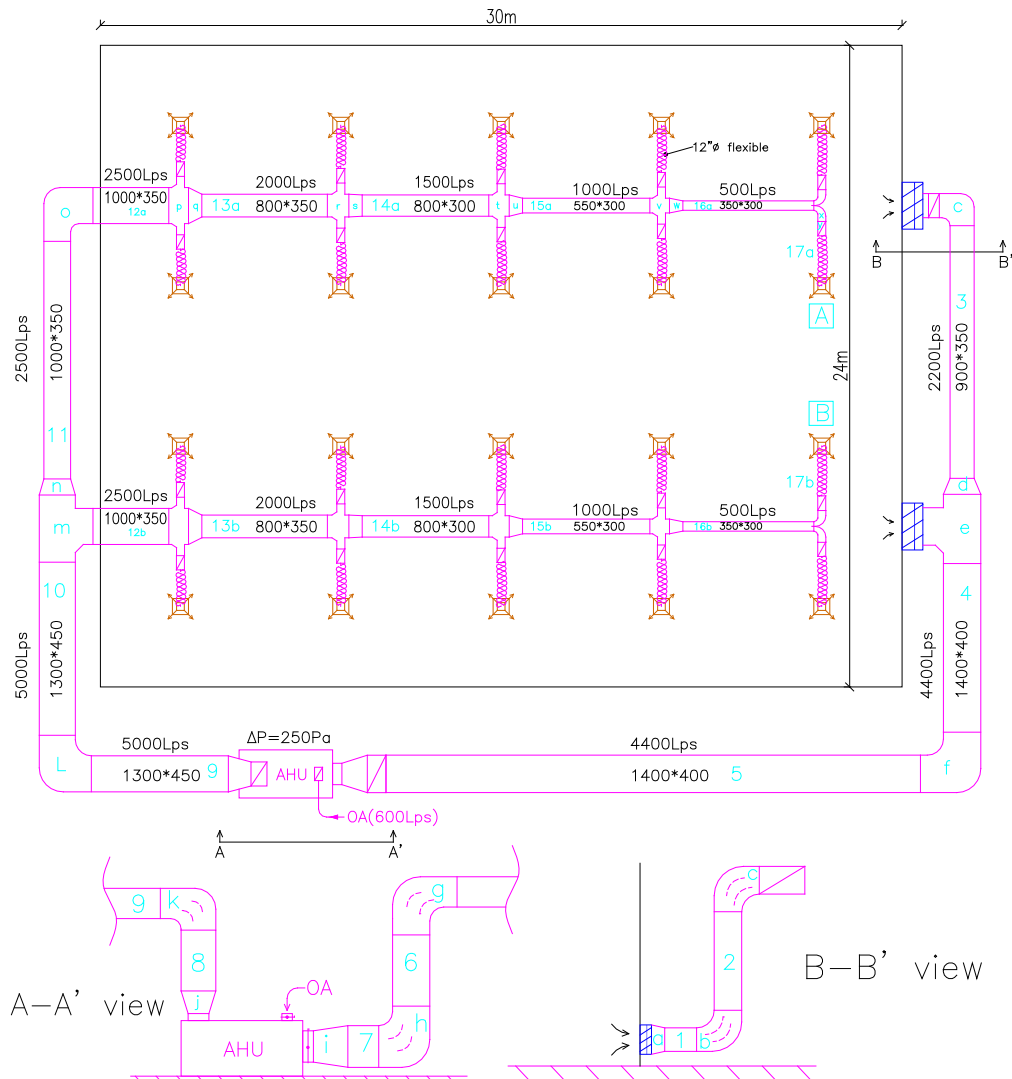 30m
12"ø flexible
2500Lps
2000Lps
1500Lps
1000Lps
500Lps
1000*350
800*350
800*300
550*300
350*300
12a
13a
14a
15a
16a
o
p
q
r
s
t
u
v
w
x
c
17a
B
B'
A
3
2500Lps
1000*350
24m
2200Lps
900*350
B
11
17b
n
d
2500Lps
2000Lps
1500Lps
1000Lps
500Lps
m
1000*350
800*350
800*300
550*300
350*300
e
12b
13b
14b
15b
16b
10
4
5000Lps
1300*450
4400Lps
1400*400
5000Lps
ΔP=250Pa
4400Lps
L
1300*450
9
AHU
1400*400
5
f
OA(600Lps)
A
A'
9
k
g
c
8
6
2
B-B' view
A-A' view
j
OA
h
AHU
i
7
a
1
b